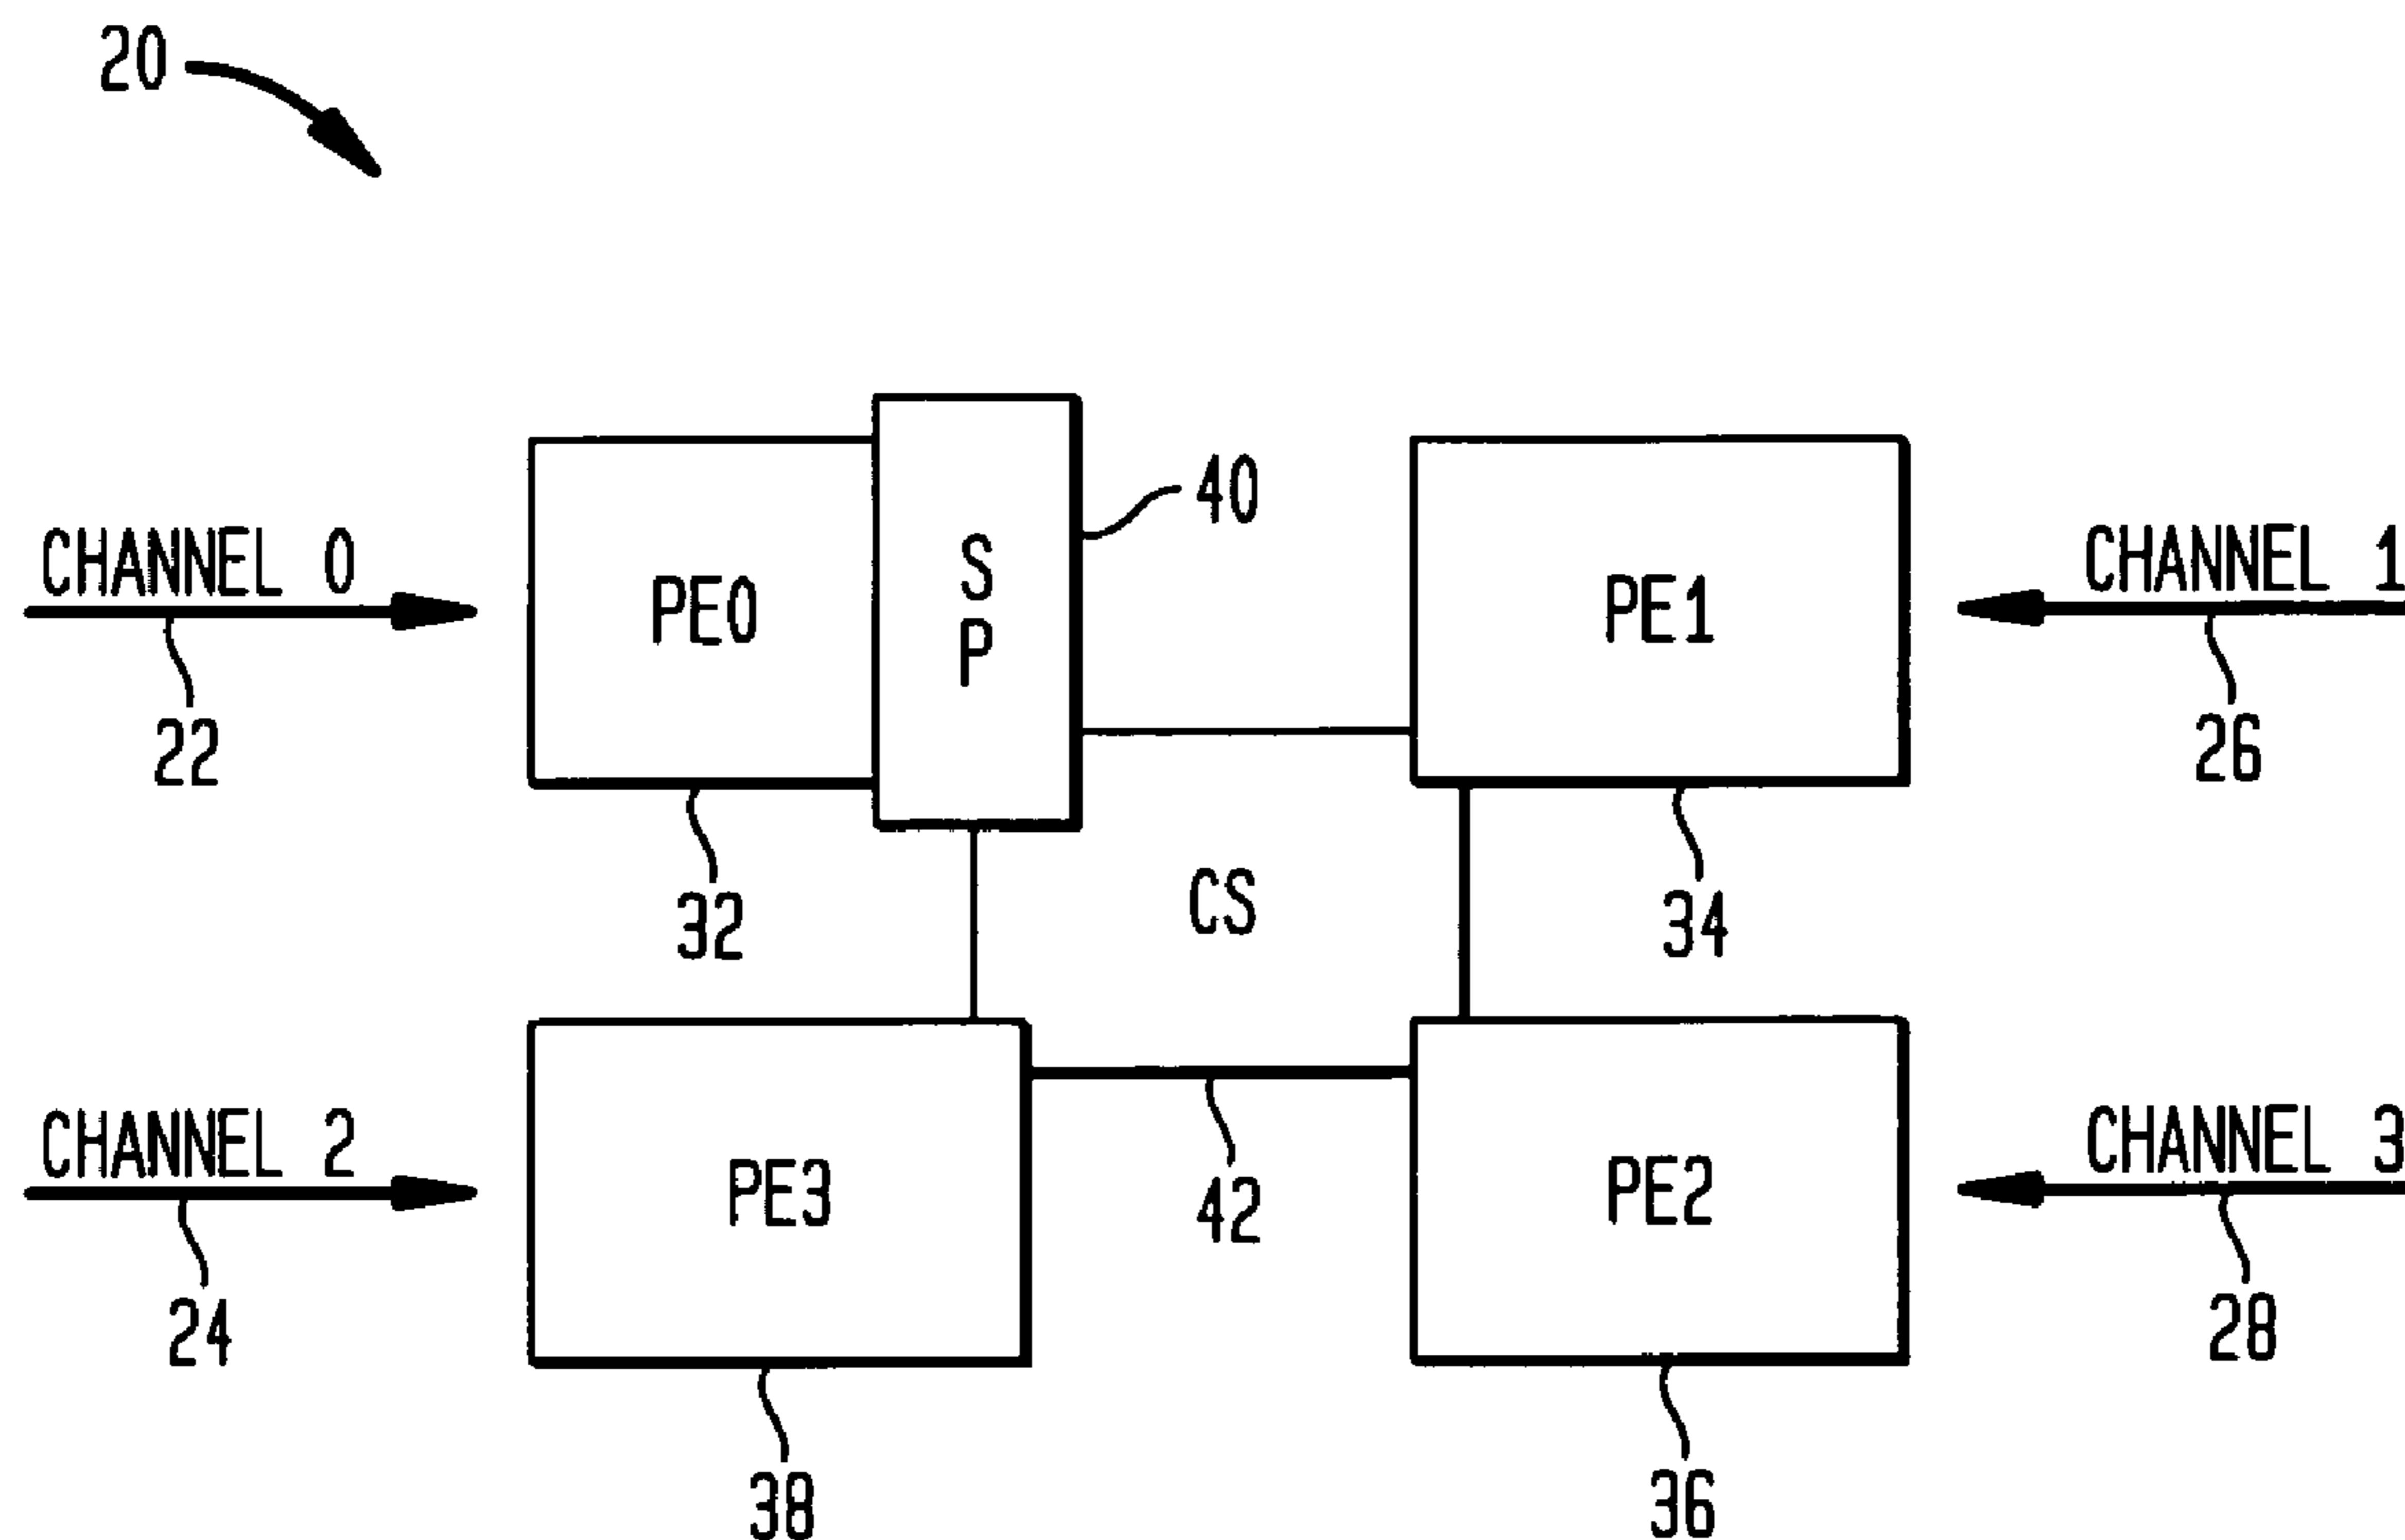 20
40
CHANNEL 0
CHANNEL 1
PE0
S
P
PE1
22
26
CS
32
34
CHANNEL 2
CHANNEL 3
PE3
PE2
42
24
28
38
36